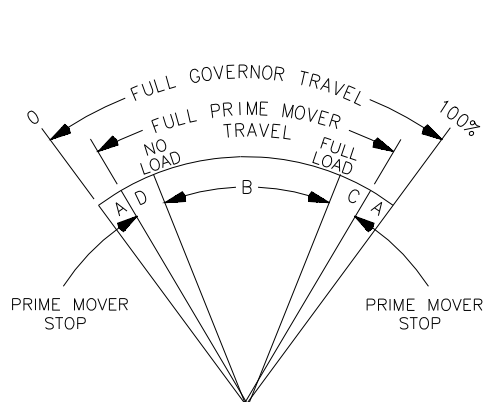 FULL GOVERNOR TRAVEL
0
100%
FULL PRIME MOVER
TRAVEL
NO
LOAD
FULL
LOAD
A
D
B
C
A
PRIME MOVER
STOP
PRIME MOVER
STOP